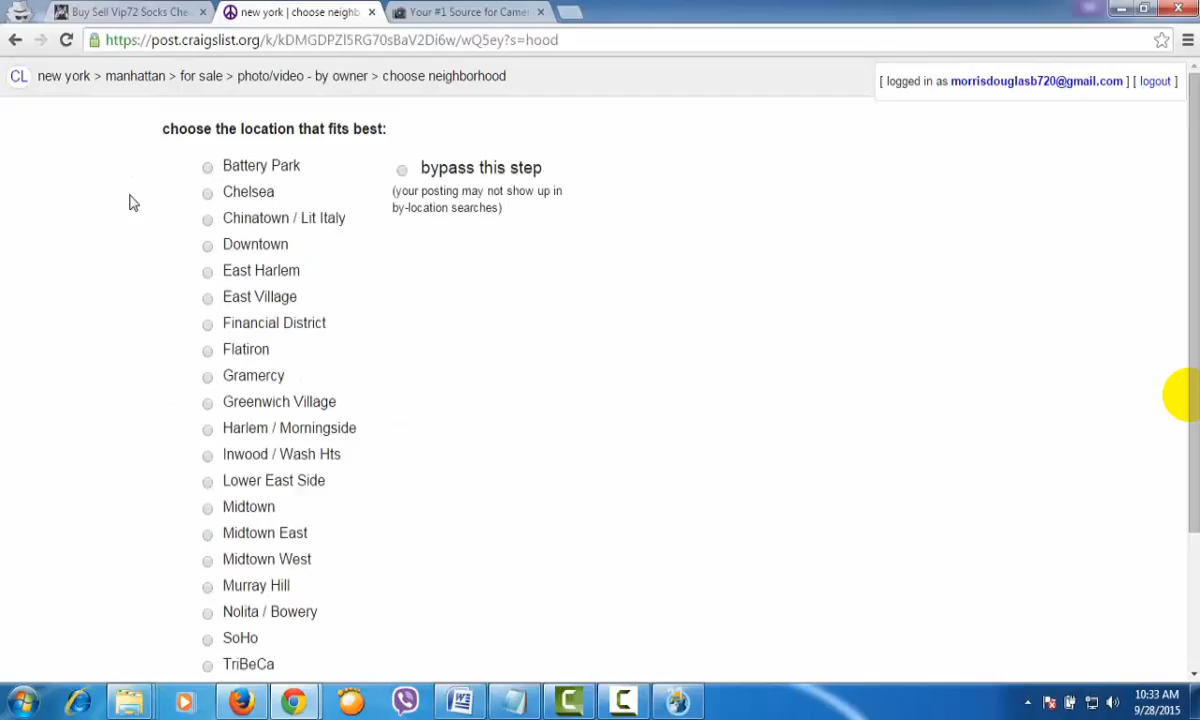 Buy Sell Vip72 Socks Che
new york | choose neighb
Your #1 Source for Camer
https://post.craigslist.org/k/kDMGDPZl5RG70sBaV2Di6w/wQ5ey?s=hood
CL new york > manhattan > for sale > photo/video - by owner > choose neighborhood
[ logged in as morrisdouglasb720@gmail.com ] [ logout ]
choose the location that fits best:
Battery Park
Chelsea
Chinatown / Lit Italy
Downtown
East Harlem
East Village
Financial District
Flatiron
Gramercy
Greenwich Village
Harlem / Morningside
Inwood / Wash Hts
Lower East Side
Midtown
Midtown East
Midtown West
Murray Hill
Nolita / Bowery
SoHo
TriBeCa
bypass this step
(your posting may not show up in
by-location searches)
10:33 AM
9/28/2015